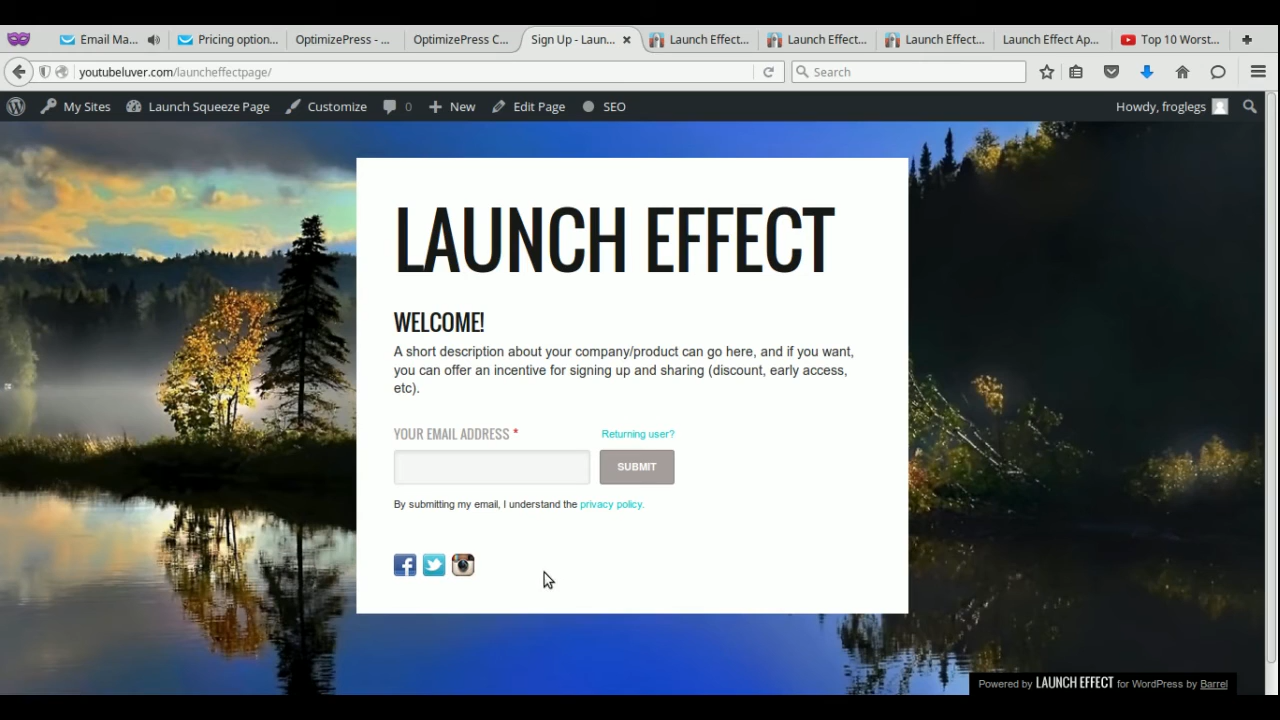 Email Ma...
Pricing option...
OptimizePress - ...
OptimizePress C...
Sign Up - Laun...
Launch Effect...
Launch Effect...
Launch Effect...
Launch Effect Ap...
Top 10 Worst...
youtubeluver.com/launcheffectpage/
Search
My Sites
Launch Squeeze Page
Customize
0
New
Edit Page
SEO
Howdy, froglegs
LAUNCH EFFECT
WELCOME!
A short description about your company/product can go here, and if you want,
you can offer an incentive for signing up and sharing (discount, early access,
etc).
YOUR EMAIL ADDRESS *
Returning user?
SUBMIT
By submitting my email, I understand the privacy policy.
Powered by LAUNCH EFFECT for WordPress by Barrel